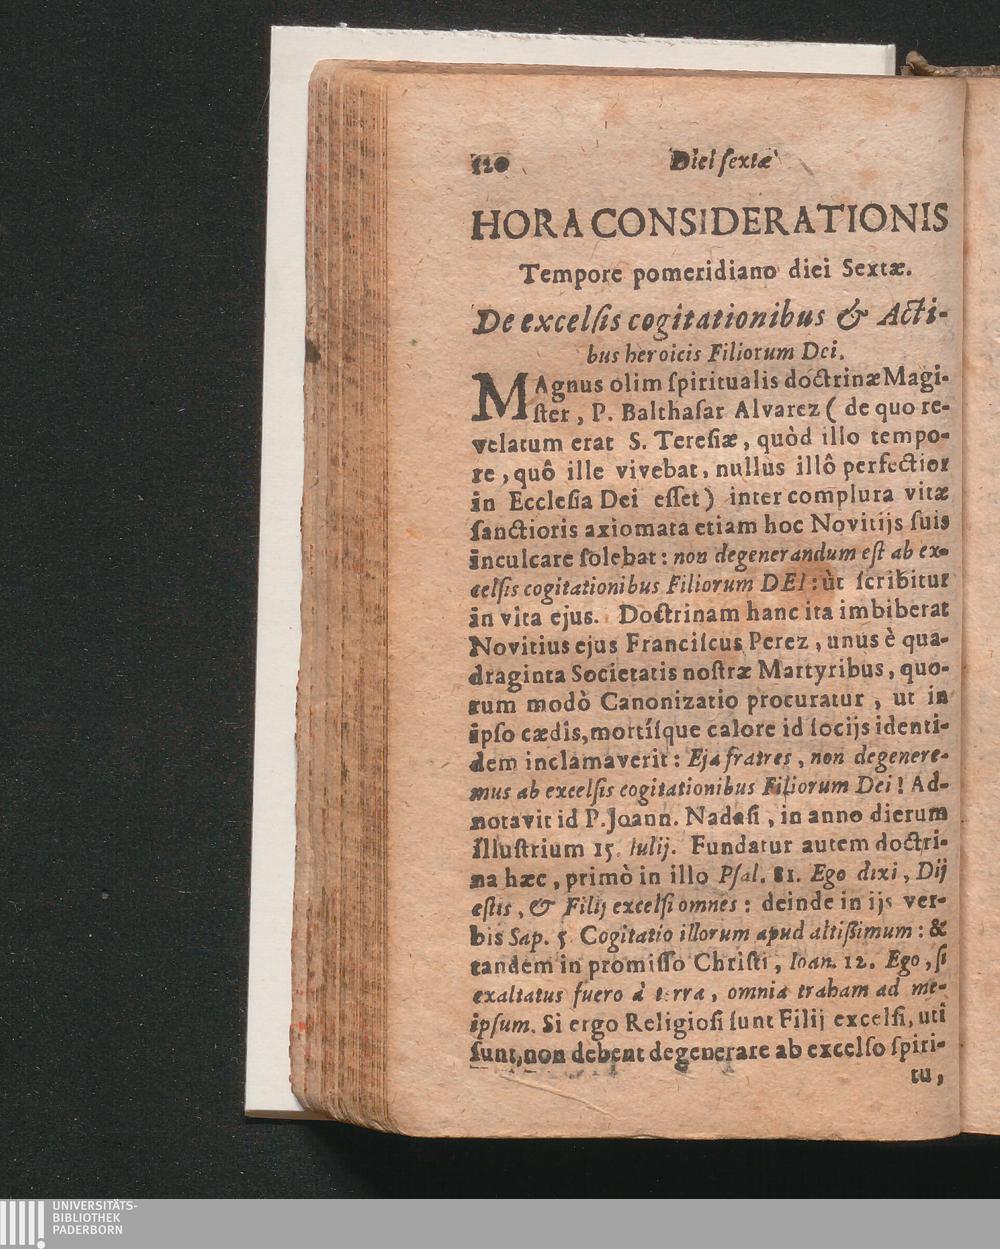 120 Diei ſextæ
HORA CONSIDERATIONIS
Tempore pomeridiano diei Sextæ.
De excelſis cogitationibus & Acti-
bus heroicis Filiorum Dei.
MAgnus olim ſpiritualis doctrinæ Magi-
ſter, P. Balthaſar Alvarez ( de quo re-
velatum erat S. Tereſiæ, quòd illo tempo-
re, quô ille vivebat, nullus illô perfectior
in Eccleſia Dei eſſet) inter complura vitæ
ſanctioris axiomata etiam hoc Novitijs ſuis
inculcare ſolebat: non degenerandum eſt ab ex-
celſis cogitationibus Filiorum DEI: ùt ſcribitur
in vita ejus. Doctrinam hanc ita imbiberat
Novitius ejus Franciſcus Perez, unus è qua-
draginta Societatis noſtræ Martyribus, quo-
rum modò Canonizatio procuratur, ut in
ipſo cædis, mortíſque calore id ſocijs identi-
dem inclamaverit: Eja fratres, non degenere-
mus ab excelſis cogitationibus Filiorum Dei! Ad-
notavit id P. Joann. Nadaſi, in anno dierum
illuſtrium 15. Iulij. Fundatur autem doctri-
na hæc, primò in illo Pſal. 81. Ego dixi, Dij
eſtis, & Filij excelſi omnes: deinde in ijs ver-
bis Sap. 5 Cogitatio illorum apud altißimum: &
tandem in promiſſo Chriſti, Ioan. 12. Ego, ſi
exaltatus fuero à terra, omnia traham ad me-
ipſum. Si ergo Religioſi ſunt Filij excelſi, uti
ſunt, non debent degenerare ab excelſo ſpiri-
tu,
UNIVERSITÄTS-
BIBLIOTHEK
PADERBORN